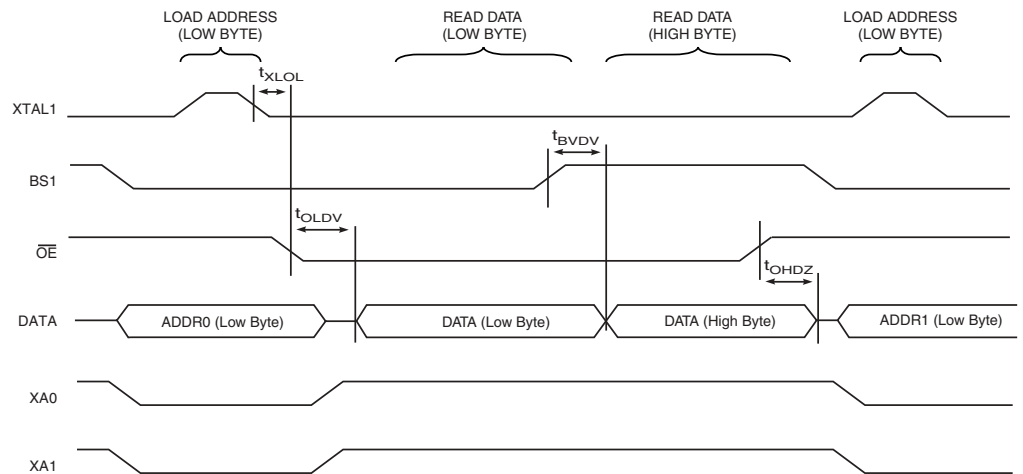 LOAD ADDRESS
(LOW BYTE)
READ DATA
(LOW BYTE)
READ DATA
(HIGH BYTE)
LOAD ADDRESS
(LOW BYTE)
tXLOL
XTAL1
tBVDV
BS1
tOLDV
OE
tOHDZ
DATA
ADDR0 (Low Byte)
DATA (Low Byte)
DATA (High Byte)
ADDR1 (Low Byte)
XA0
XA1